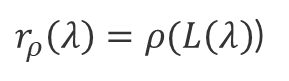 r_ρ(λ) = ρ(L(λ))